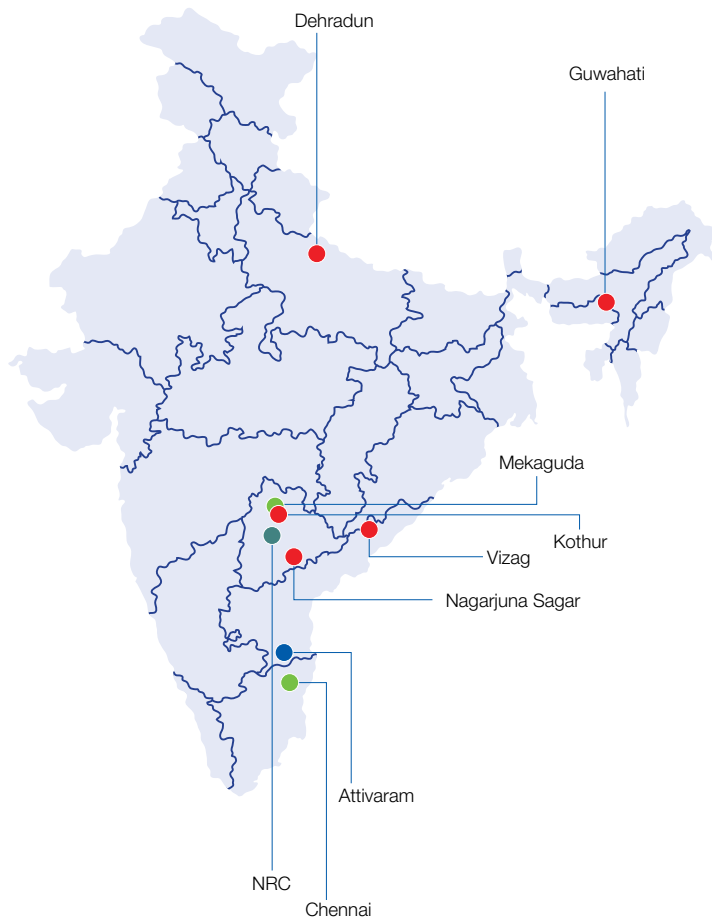 Dehradun
Guwahati
Mekaguda
Kothur
Vizag
Nagarjuna Sagar
Attivaram
NRC
Chennai